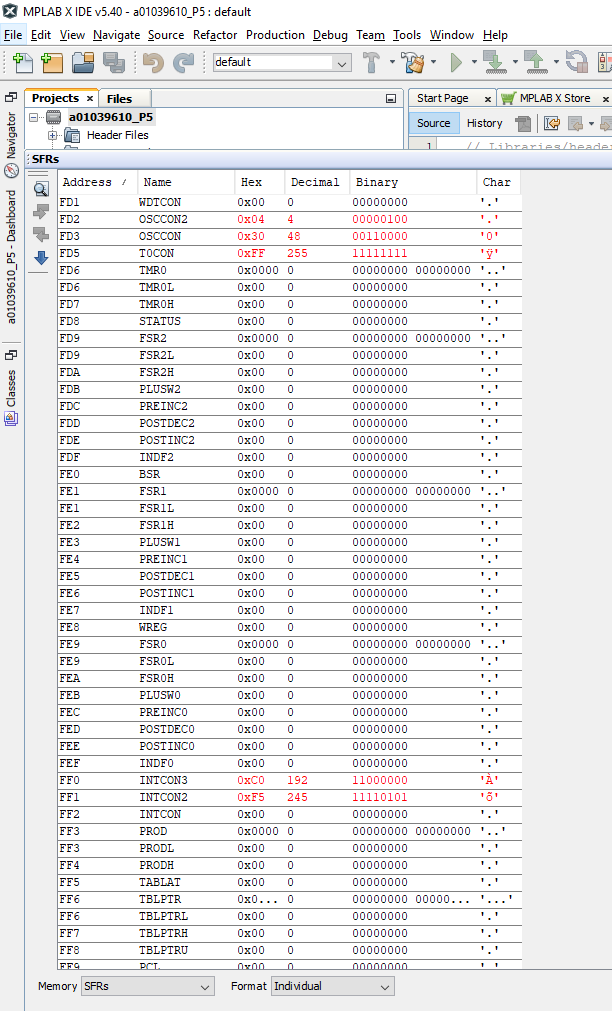 MPLAB X IDE v5.40 - a01039610_P5 : default
File Edit View Navigate Source Refactor Production Debug Team Tools Window Help
default
Projects × Files
Start Page × MPLAB X Store ×
a01039610_P5
Header Files
Source History
1 // Libraries/heade
Navigator
a01039610_P5 - Dashboard
Classes
SFRs
Address / Name Hex Decimal Binary Char
FD1 WDTCON 0x00 0 00000000 '.'
FD2 OSCCON2 0x04 4 00000100 '.'
FD3 OSCCON 0x30 48 00110000 '0'
FD5 T0CON 0xFF 255 11111111 'ÿ'
FD6 TMR0 0x0000 0 00000000 00000000 '..'
FD6 TMR0L 0x00 0 00000000 '.'
FD7 TMR0H 0x00 0 00000000 '.'
FD8 STATUS 0x00 0 00000000 '.'
FD9 FSR2 0x0000 0 00000000 00000000 '..'
FD9 FSR2L 0x00 0 00000000 '.'
FDA FSR2H 0x00 0 00000000 '.'
FDB PLUSW2 0x00 0 00000000 '.'
FDC PREINC2 0x00 0 00000000 '.'
FDD POSTDEC2 0x00 0 00000000 '.'
FDE POSTINC2 0x00 0 00000000 '.'
FDF INDF2 0x00 0 00000000 '.'
FE0 BSR 0x00 0 00000000 '.'
FE1 FSR1 0x0000 0 00000000 00000000 '..'
FE1 FSR1L 0x00 0 00000000 '.'
FE2 FSR1H 0x00 0 00000000 '.'
FE3 PLUSW1 0x00 0 00000000 '.'
FE4 PREINC1 0x00 0 00000000 '.'
FE5 POSTDEC1 0x00 0 00000000 '.'
FE6 POSTINC1 0x00 0 00000000 '.'
FE7 INDF1 0x00 0 00000000 '.'
FE8 WREG 0x00 0 00000000 '.'
FE9 FSR0 0x0000 0 00000000 00000000 '..'
FE9 FSR0L 0x00 0 00000000 '.'
FEA FSR0H 0x00 0 00000000 '.'
FEB PLUSW0 0x00 0 00000000 '.'
FEC PREINC0 0x00 0 00000000 '.'
FED POSTDEC0 0x00 0 00000000 '.'
FEE POSTINC0 0x00 0 00000000 '.'
FEF INDF0 0x00 0 00000000 '.'
FF0 INTCON3 0xC0 192 11000000 'À'
FF1 INTCON2 0xF5 245 11110101 'õ'
FF2 INTCON 0x00 0 00000000 '.'
FF3 PROD 0x0000 0 00000000 00000000 '..'
FF3 PRODL 0x00 0 00000000 '.'
FF4 PRODH 0x00 0 00000000 '.'
FF5 TABLAT 0x00 0 00000000 '.'
FF6 TBLPTR 0x0... 0 00000000 00000... '...'
FF6 TBLPTRL 0x00 0 00000000 '.'
FF7 TBLPTRH 0x00 0 00000000 '.'
FF8 TBLPTRU 0x00 0 00000000 '.'
FF9 PCL 0x00 0 00000000 '.'
Memory SFRs Format Individual